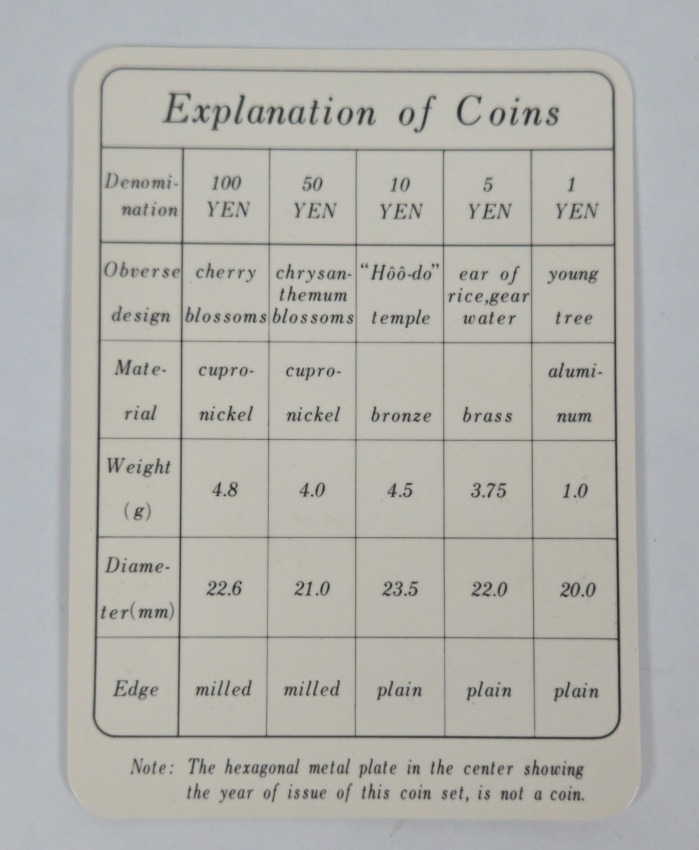 Explanation of Coins
Denomi- 100 50 10 5 1
nation YEN YEN YEN YEN YEN
Obverse cherry chrysan- "Hôô-do" ear of young
themum rice,gear
design blossoms blossoms temple water tree
Mate- cupro- cupro- alumi-
rial nickel nickel bronze brass num
Weight
4.8 4.0 4.5 3.75 1.0
(g)
Diame-
22.6 21.0 23.5 22.0 20.0
ter(mm)
Edge milled milled plain plain plain
Note: The hexagonal metal plate in the center showing
the year of issue of this coin set, is not a coin.